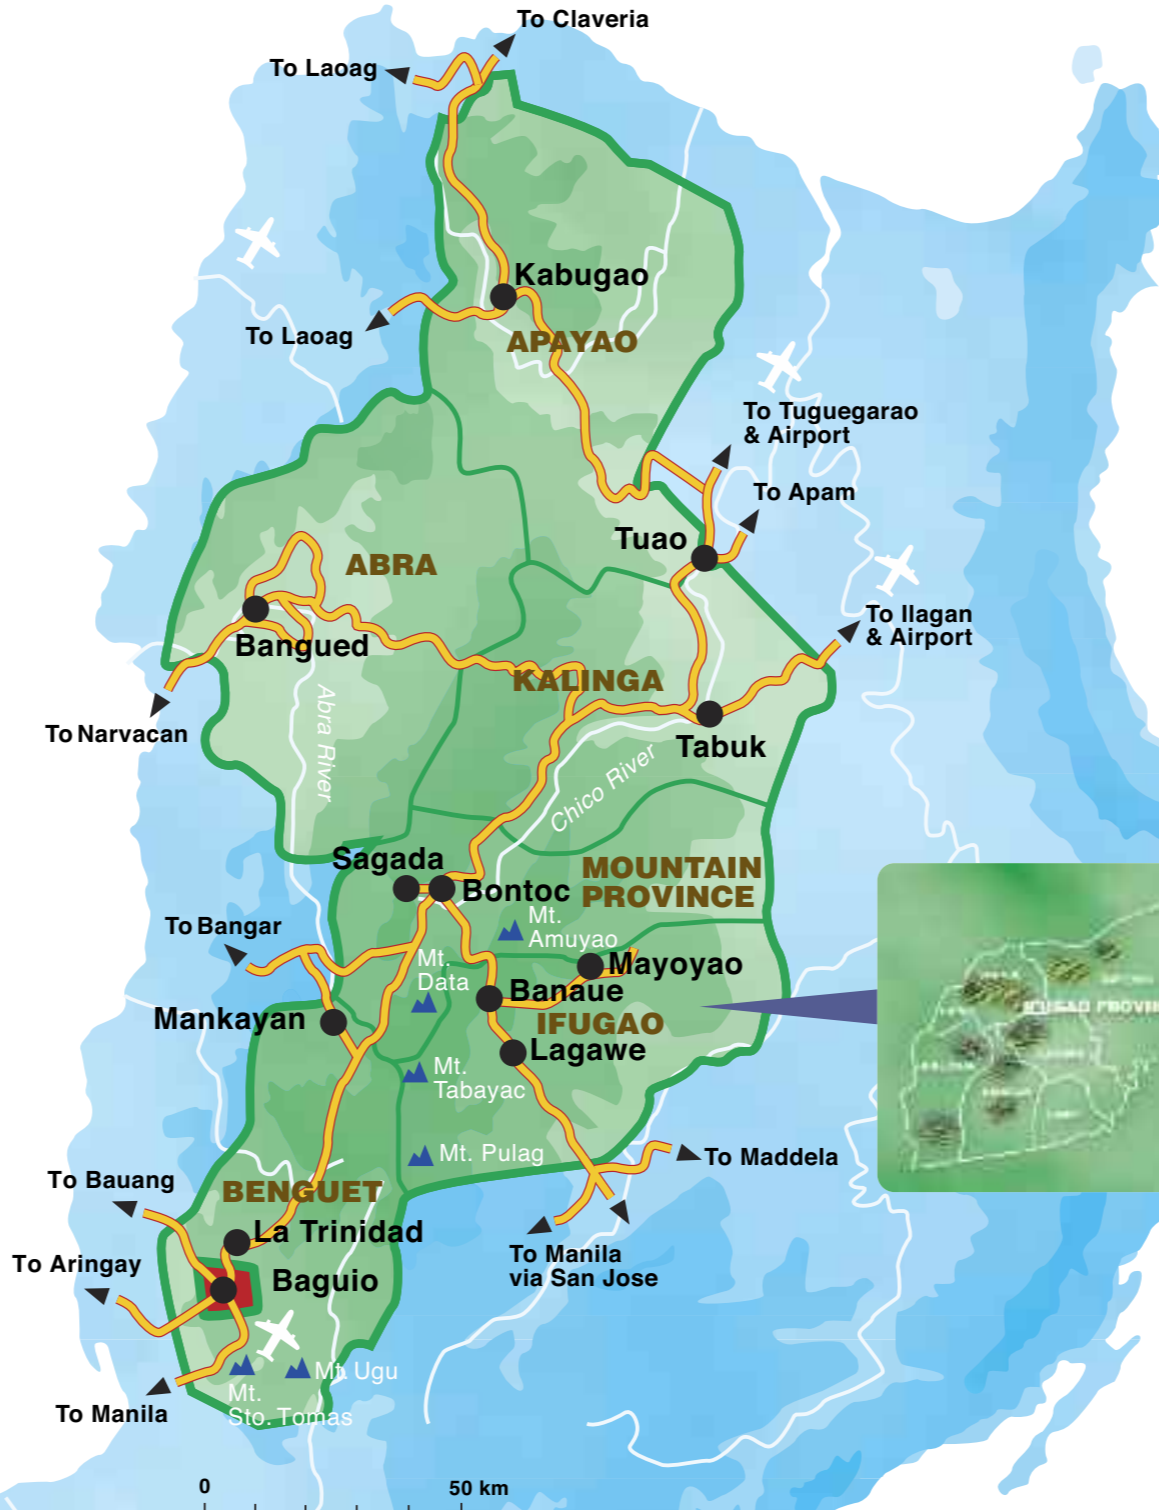 To Claveria
To Laoag
Kabugao
To Laoag
APAYAO
To Tuguegarao
& Airport
To Apam
Tuao
ABRA
To Ilagan
& Airport
Bangued
KALINGA
Abra River
To Narvacan
Tabuk
Chico River
Sagada
MOUNTAIN
PROVINCE
Bontoc
To Bangar
Mt.
Amuyao
Mt.
Data
Mayoyao
Banaue
Mankayan
IFUGAO
Lagawe
Mt.
Tabayac
Mt. Pulag
To Maddela
To Bauang
BENGUET
La Trinidad
To Manila
via San Jose
To Aringay
Baguio
Mt. Ugu
Mt.
Sto. Tomas
To Manila
0
50 km